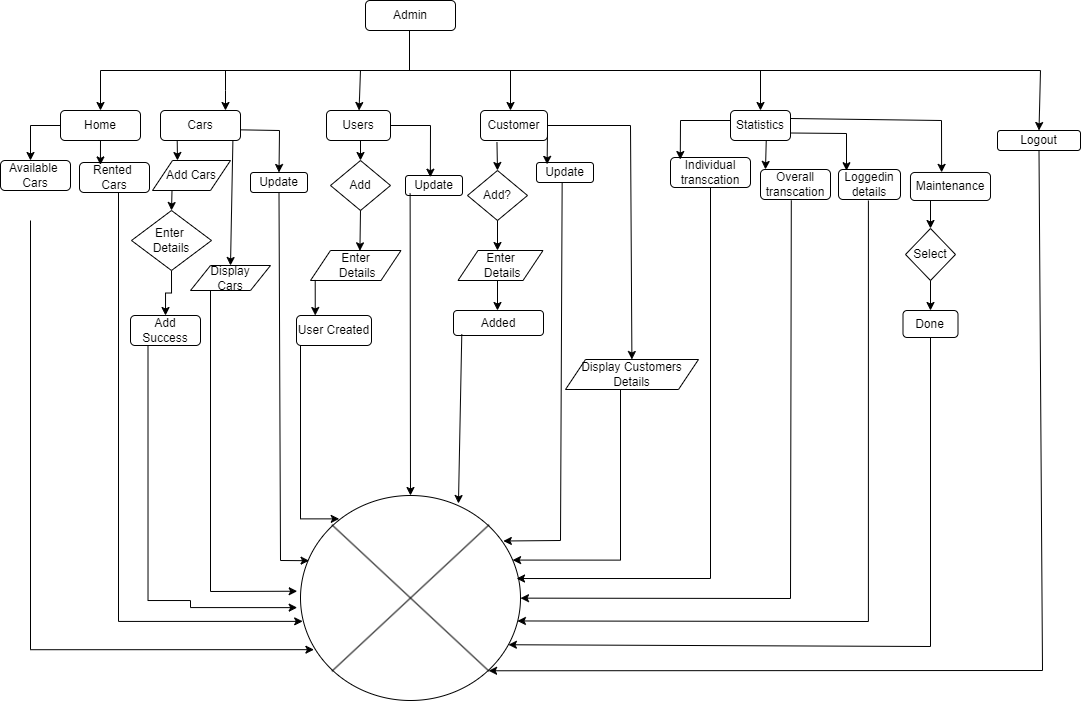 Admin
Home
Cars
Users
Customer
Statistics
Logout
Available
Cars
Rented
Cars
Add Cars
Update
Add
Update
Add?
Update
Individual
transcation
Overall
transcation
Loggedin
details
Maintenance
Enter
Details
Display
Cars
Enter
Details
Enter
Details
Select
Add
Success
User Created
Added
Done
Display Customers
Details